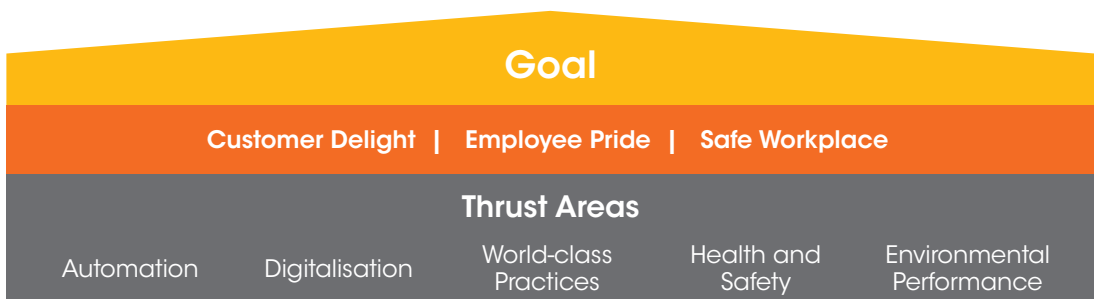 Goal
Customer Delight | Employee Pride | Safe Workplace
Thrust Areas
Automation
Digitalisation
World-class
Practices
Health and
Safety
Environmental
Performance